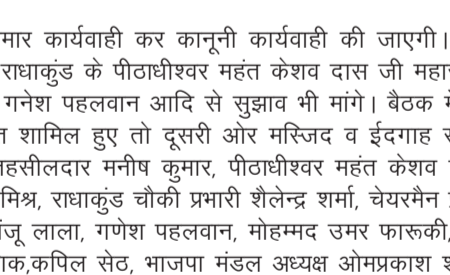 मार कार्यवाही कर कानूनी कार्यवाही की जाएगी।
राधाकुंड के पीठाधीश्वर महंत केशव दास जी महा
गनेश पहलवान आदि से सुझाव भी मांगे। बैठक
शामिल हुए तो दूसरी ओर मस्जिद व ईदगाह
तहसीलदार मनीष कुमार, पीठाधीश्वर महंत केशव
मिश्र, राधाकुंड चौकी प्रभारी शैलेन्द्र शर्मा, चेयरमैन
लाला, गणेश पहलवान, मोहम्मद उमर फारूकी,
क,कपिल सेठ, भाजपा मंडल अध्यक्ष ओमप्रकाश